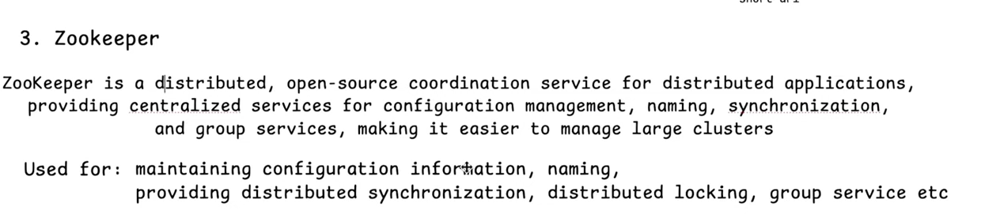 3. Zookeeper
ZooKeeper is a distributed, open-source coordination service for distributed applications,
providing centralized services for configuration management, naming, synchronization,
and group services, making it easier to manage large clusters
Used for: maintaining configuration information, naming,
providing distributed synchronization, distributed locking, group service etc